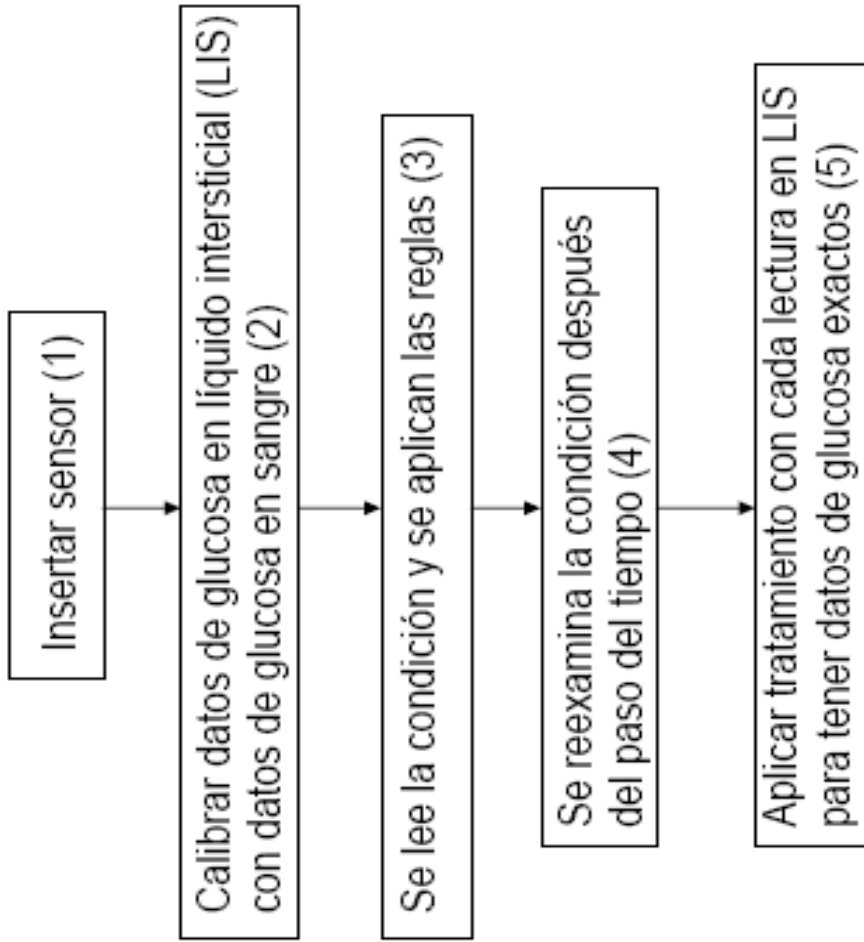 Insertar sensor (1)
Calibrar datos de glucosa en líquido intersticial (LIS)
con datos de glucosa en sangre (2)
Se lee la condición y se aplican las reglas (3)
Se reexamina la condición después
del paso del tiempo (4)
Aplicar tratamiento con cada lectura en LIS
para tener datos de glucosa exactos (5)